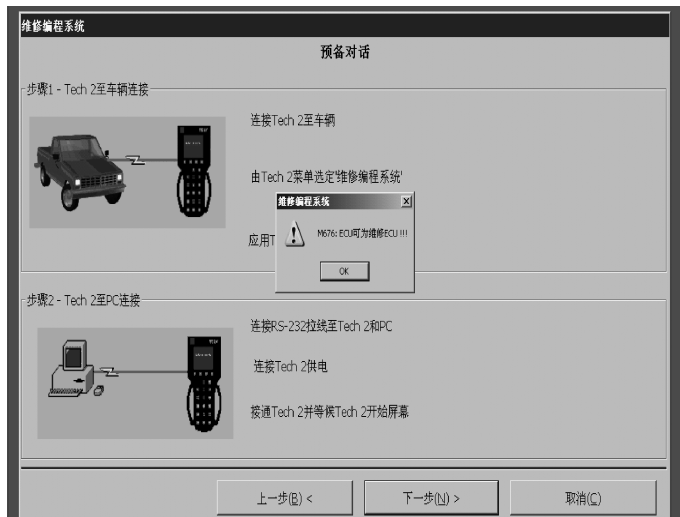 维修编程系统
预备对话
步骤1 - Tech 2至车辆连接
连接Tech 2至车辆
由Tech 2菜单选定'维修编程系统'
应用T
维修编程系统
M676: ECU可为维修ECU !!!
OK
步骤2 - Tech 2至PC连接
连接RS-232拉线至Tech 2和PC
连接Tech 2供电
接通Tech 2并等候Tech 2开始屏幕
上一步(B) <
下一步(N) >
取消(C)